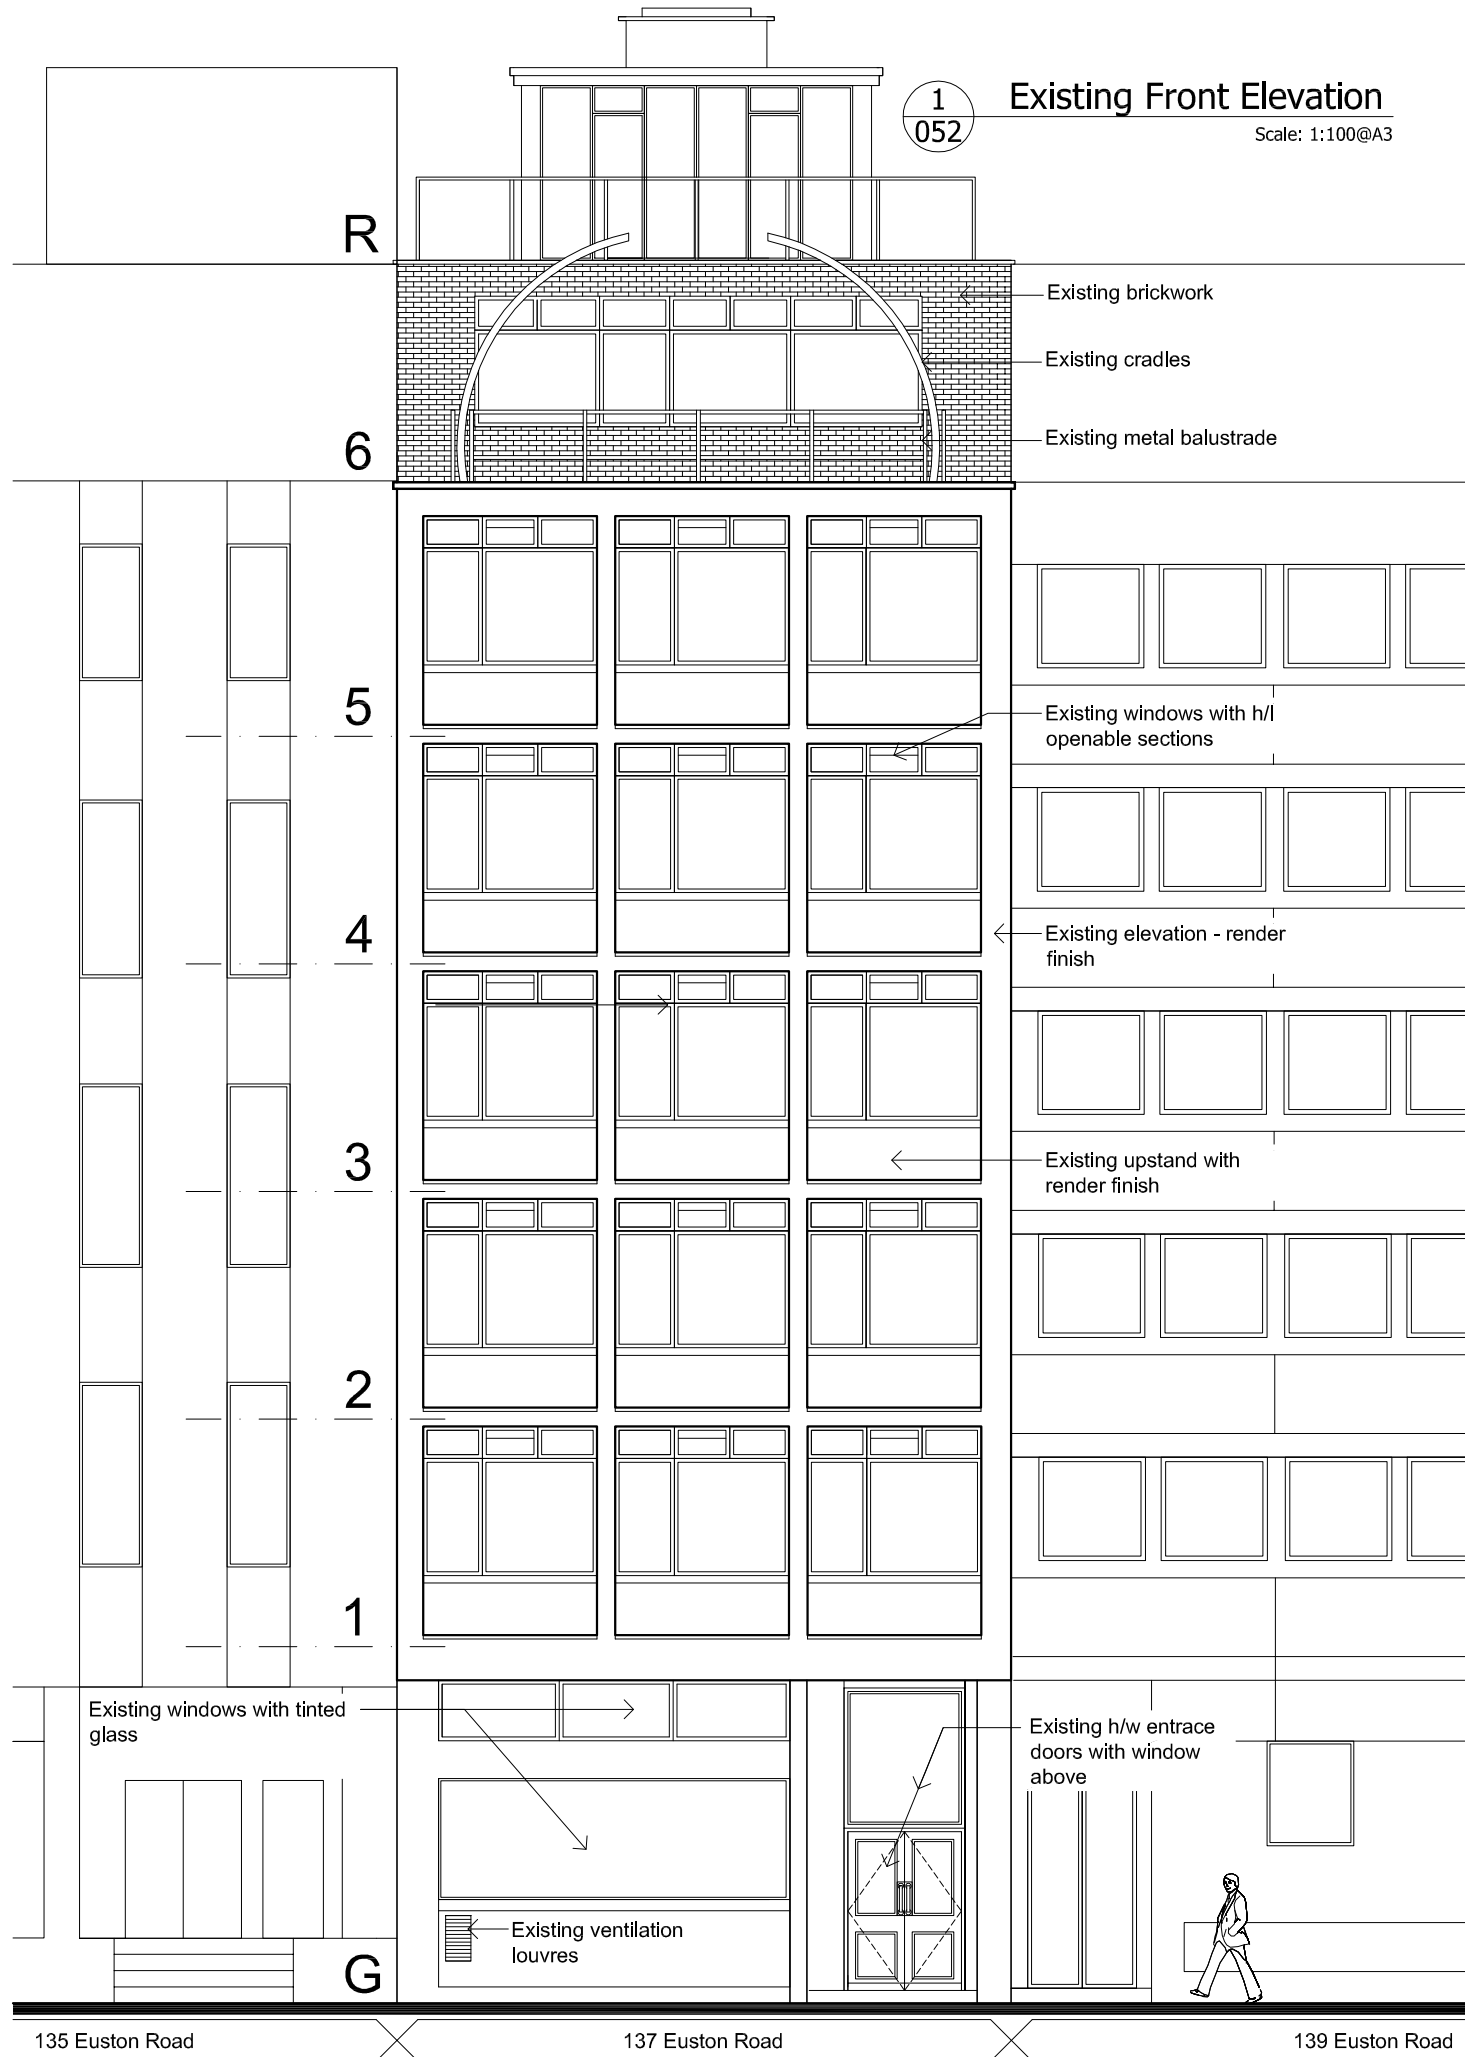 1
052
Existing Front Elevation
Scale: 1:100@A3
R
Existing brickwork
Existing cradles
Existing metal balustrade
6
5
Existing windows with h/l
openable sections
4
Existing elevation - render
finish
3
Existing upstand with
render finish
2
1
Existing windows with tinted
glass
Existing h/w entrace
doors with window
above
Existing ventilation
louvres
G
135 Euston Road
137 Euston Road
139 Euston Road